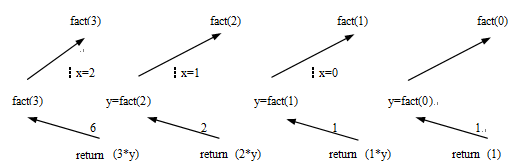 fact(3) fact(2) fact(1) fact(0)
x=2 x=1 x=0
fact(3) y=fact(2) y=fact(1) y=fact(0)
6 2 1 1
return (3*y) return (2*y) return (1*y) return (1)